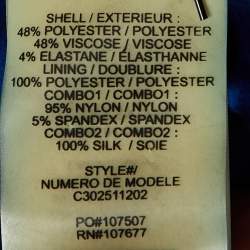 SHELL / EXTERIEUR :
48% POLYESTER / POLYESTER
48% VISCOSE / VISCOSE
4% ELASTANE / ÉLASTHANNE
LINING / DOUBLURE :
100% POLYESTER / POLYESTER
COMBO1 / COMBO1 :
95% NYLON / NYLON
5% SPANDEX / SPANDEX
COMBO2 / COMBO2 :
100% SILK / SOIE
STYLE#/
NUMERO DE MODELE
C302511202
PO#107507
RN#107677